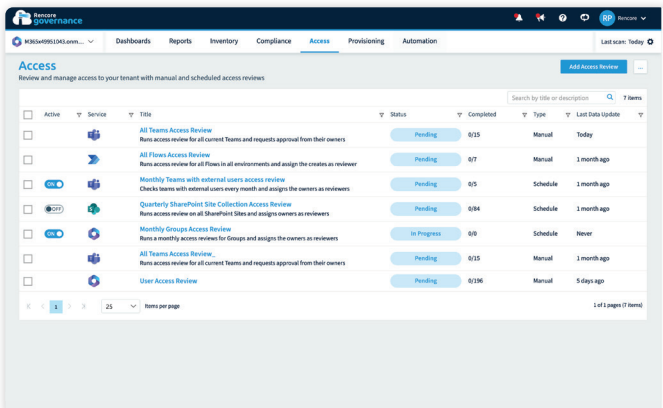 Rencore
governance
RP Rencore
M365x49951043.onm...
Dashboards Reports Inventory Compliance Access Provisioning Automation
Last scan: Today
Access
Review and manage access to your tenant with manual and scheduled access reviews
Add Access Review ...
Search by title or description 7 items
Active Service Title Status Completed Type Last Data Update
All Teams Access Review
Runs access review for all current Teams and requests approval from their owners
Pending 0/15 Manual Today
All Flows Access Review
Runs access review for all Flows in all environments and assign the creates as reviewer
Pending 0/7 Manual 1 month ago
ON
Monthly Teams with external users access review
Checks teams with external users every month and assigns the owners as reviewers
Pending 0/5 Schedule 1 month ago
OFF
Quarterly SharePoint Site Collection Access Review
Runs access review on all SharePoint Sites and assigns owners as reviewers
Pending 0/84 Schedule 1 month ago
ON
Monthly Groups Access Review
Runs a monthly access reviews for Groups and assigns the owners as reviewers
In Progress 0/0 Schedule Never
All Teams Access Review_
Runs access review for all current Teams and requests approval from their owners
Pending 0/15 Manual 1 month ago
User Access Review
Pending 0/196 Manual 5 days ago
1 25 Items per page
1 of 1 pages (7 items)